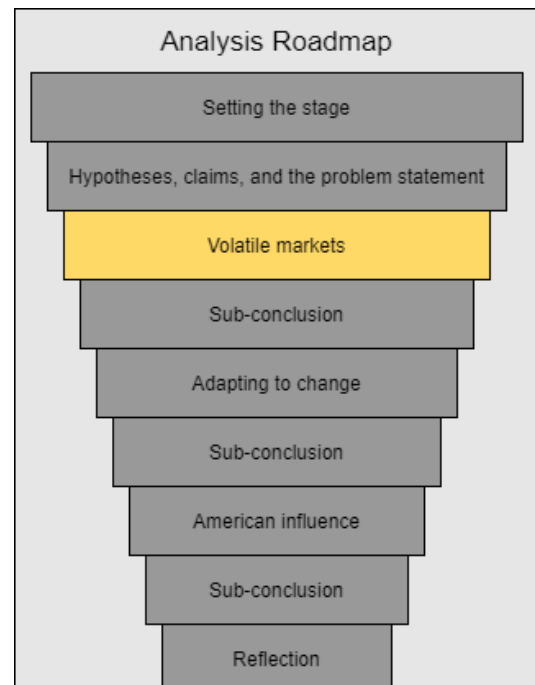 Analysis Roadmap
Setting the stage
Hypotheses, claims, and the problem statement
Volatile markets
Sub-conclusion
Adapting to change
Sub-conclusion
American influence
Sub-conclusion
Reflection